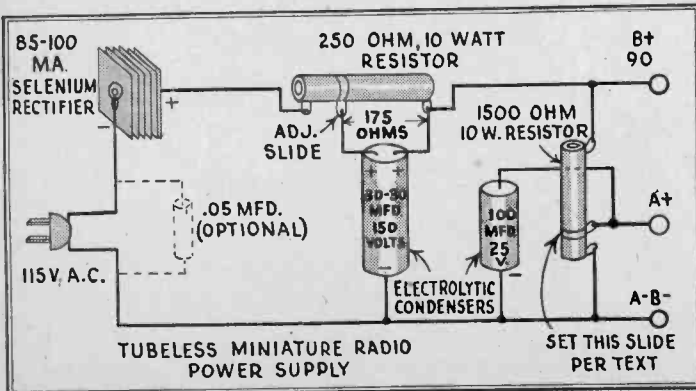 85-100
M.A.
SELENIUM
RECTIFIER
+
-
250 OHM, 10 WATT
RESISTOR
ADJ.
SLIDE
175
OHMS
B+
90
1500 OHM
10 W. RESISTOR
+ +
30-30
MFD
150
VOLTS
-
.05 MFD.
(OPTIONAL)
100
MFD
25
V.
-
A+
115V. A.C.
ELECTROLYTIC
CONDENSERS
A-B-
TUBELESS MINIATURE RADIO
POWER SUPPLY
SET THIS SLIDE
PER TEXT